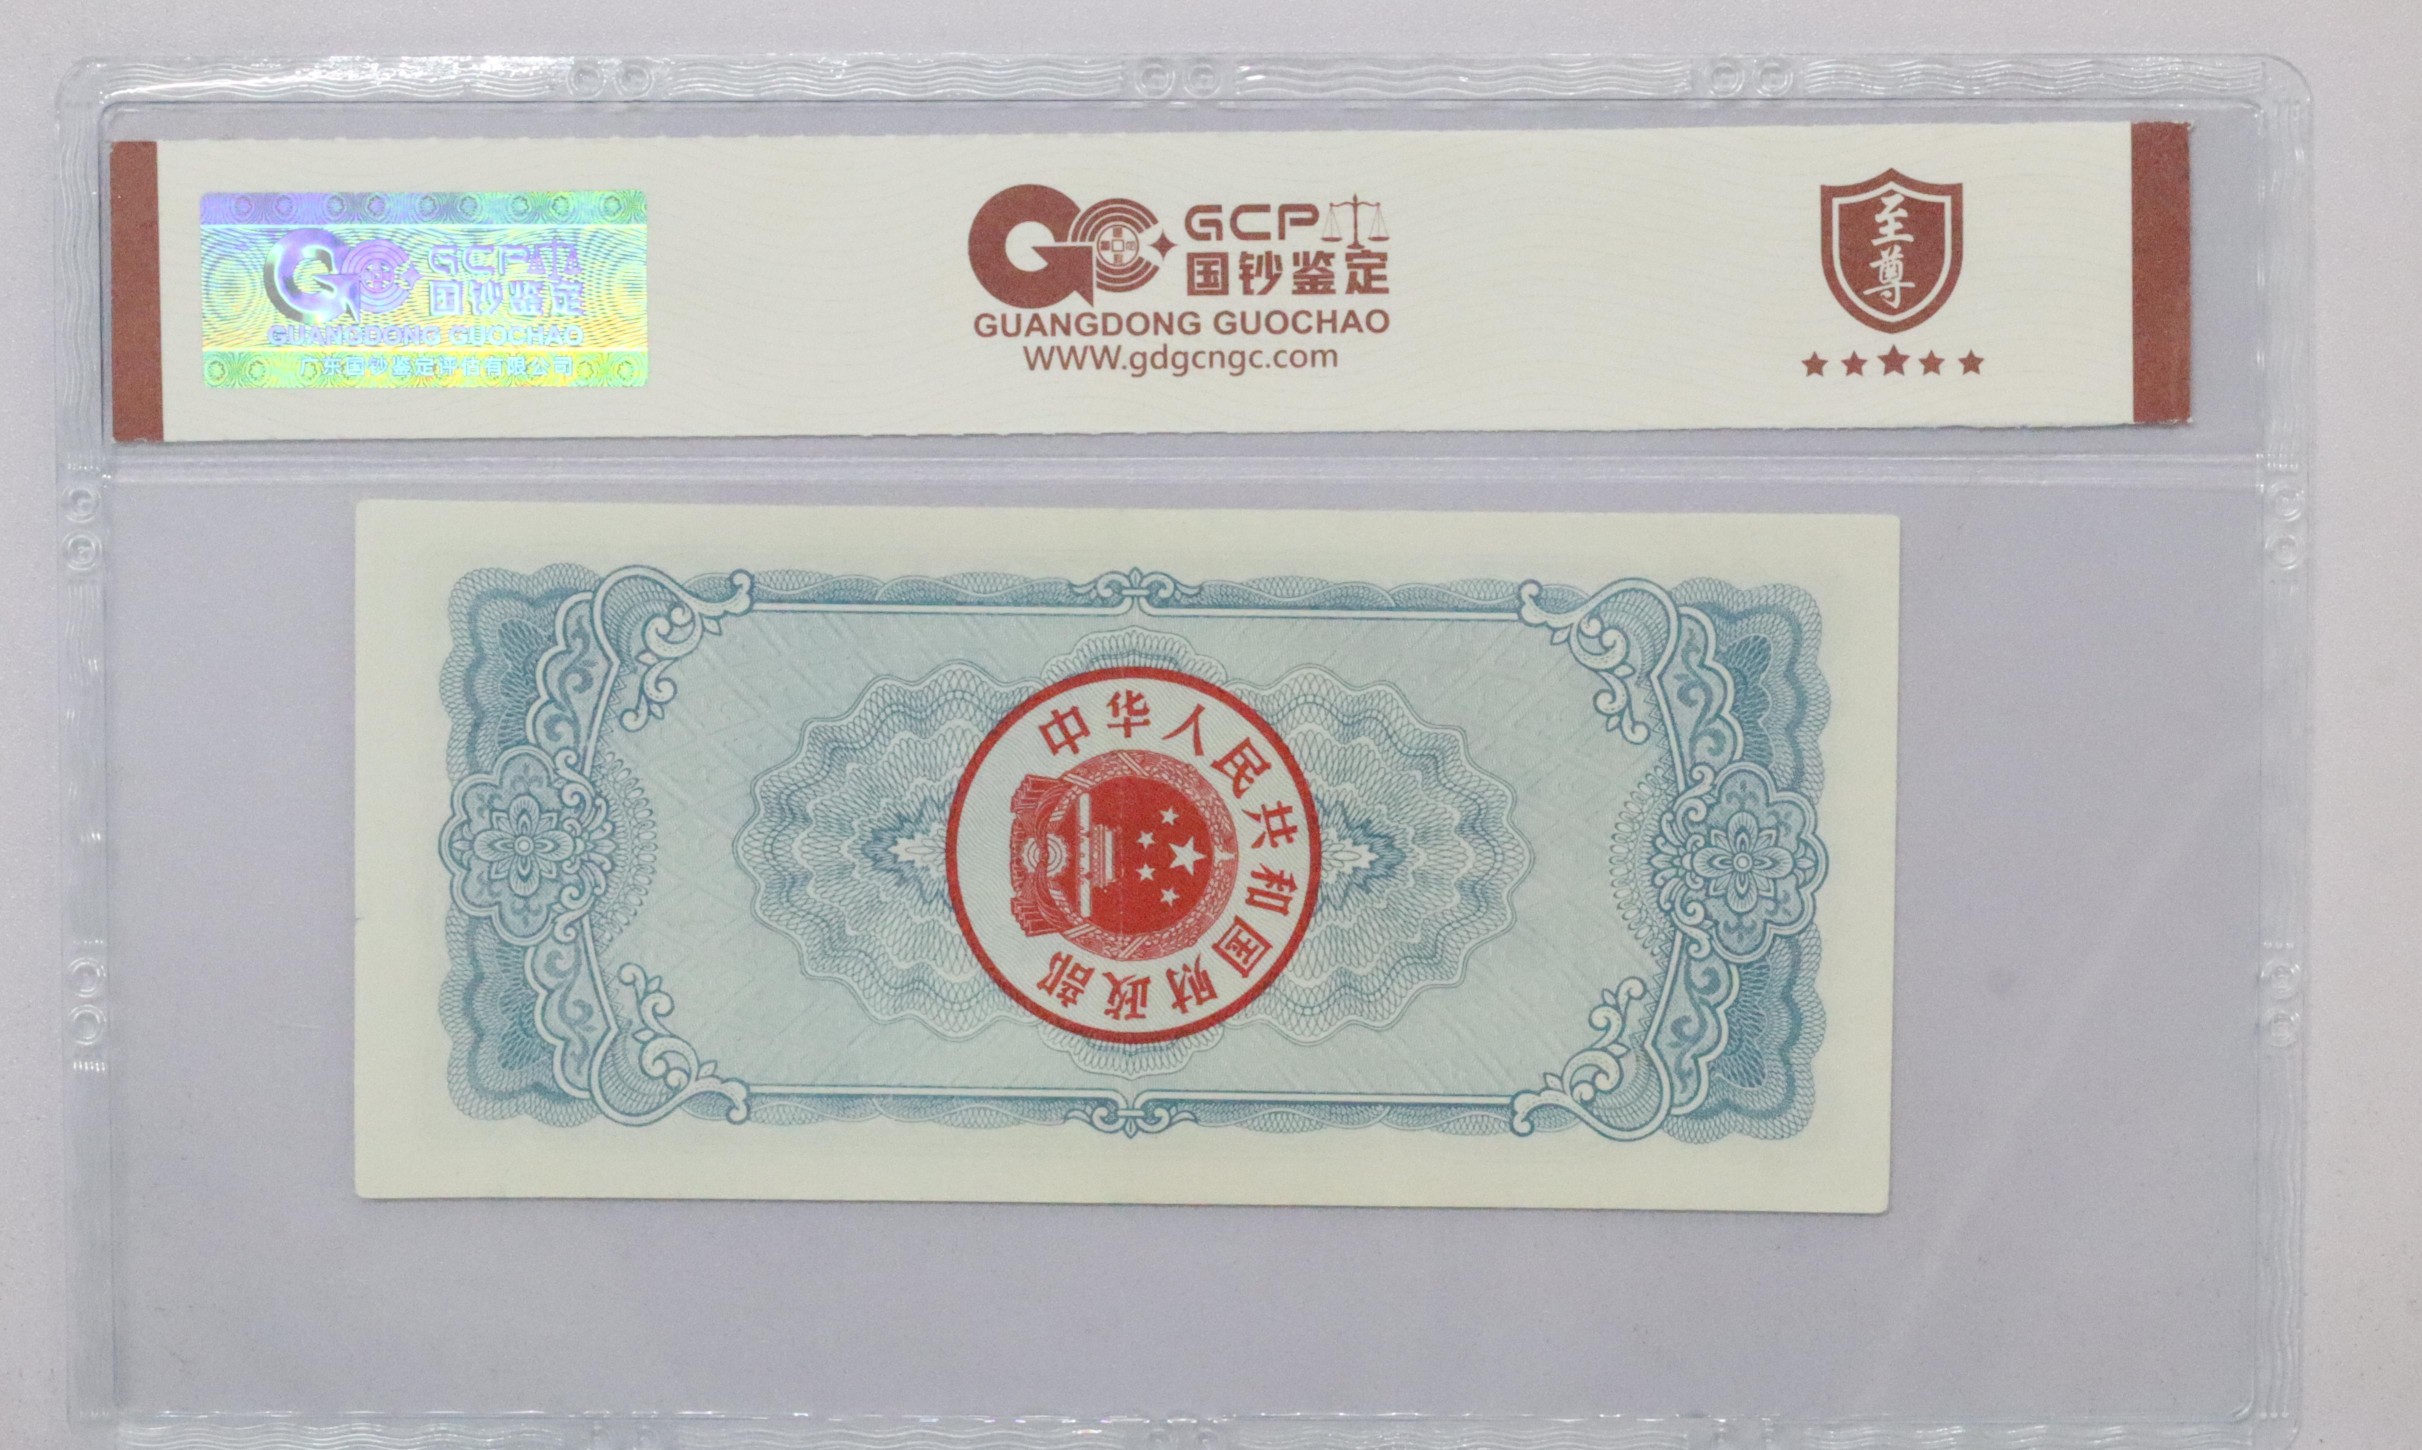 GCP
国钞鉴定
GUANGDONG GUOCHAO
广东国钞鉴定评估有限公司
GCP
国钞鉴定
GUANGDONG GUOCHAO
WWW.gdgcngc.com
至尊
中华人民共和国财政部